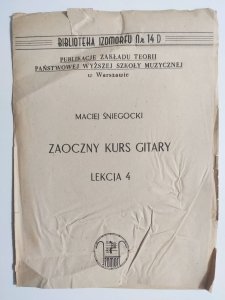 BIBLIOTEKA IZOMORFU Nr 14 D
PUBLIKACJE ZAKŁADU TEORII
PAŃSTWOWEJ WYŻSZEJ SZKOŁY MUZYCZNEJ
w Warszawie
MACIEJ ŚNIEGOCKI
ZAOCZNY KURS GITARY
LEKCJA 4